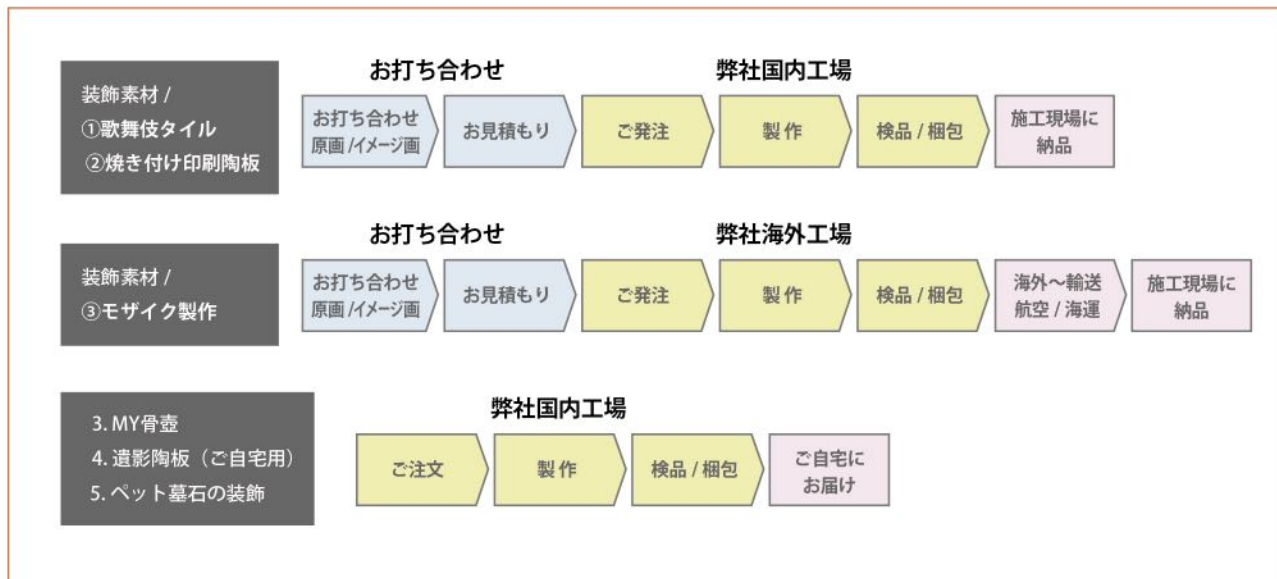 お打ち合わせ
弊社国内工場
装飾素材 /
①歌舞伎タイル
②焼き付け印刷陶板
お打ち合わせ
原画 /イメージ画
お見積もり
ご発注
製作
検品 / 梱包
施工現場に
納品
お打ち合わせ
弊社海外工場
装飾素材 /
③モザイク製作
お打ち合わせ
原画 /イメージ画
お見積もり
ご発注
製作
検品 / 梱包
海外〜輸送
航空 / 海運
施工現場に
納品
弊社国内工場
3. MY骨壺
4. 遺影陶板（ご自宅用）
5. ペット墓石の装飾
ご注文
製作
検品 / 梱包
ご自宅に
お届け